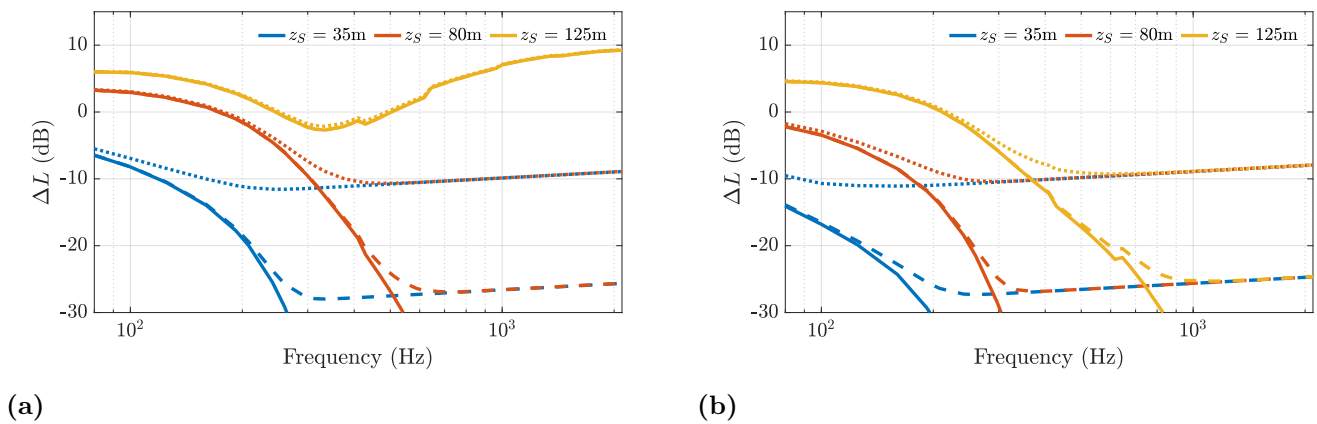 z_S = 35m z_S = 80m z_S = 125m
10
0
-10
-20
-30
ΔL (dB)
10^2 10^3
Frequency (Hz)
(a)
z_S = 35m z_S = 80m z_S = 125m
10
0
-10
-20
-30
ΔL (dB)
10^2 10^3
Frequency (Hz)
(b)